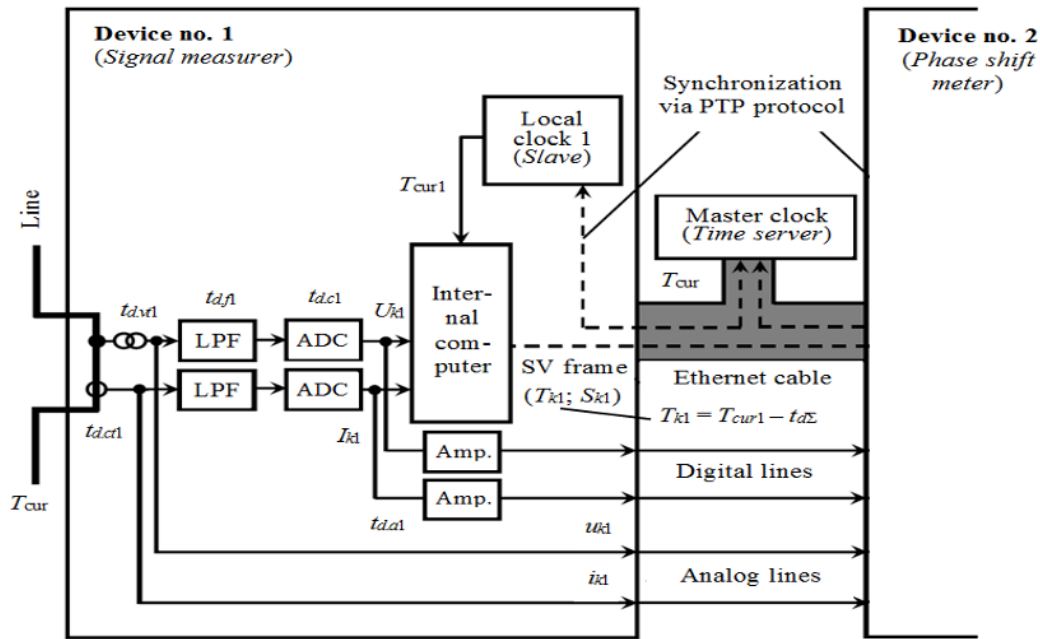 Device no. 1
(Signal measurer)
Device no. 2
(Phase shift
meter)
Synchronization
via PTP protocol
Local
clock 1
(Slave)
Tcur1
Master clock
(Time server)
Tcur
Line
td.vt1
td.f1
td.c1
Uk1
LPF
ADC
LPF
ADC
Inter-
nal
com-
puter
td.ct1
Ik1
SV frame
(Tk1; Sk1)
Ethernet cable
Tk1 = Tcur1 – tdΣ
Amp.
Digital lines
Amp.
Tcur
td.a1
uk1
ik1
Analog lines